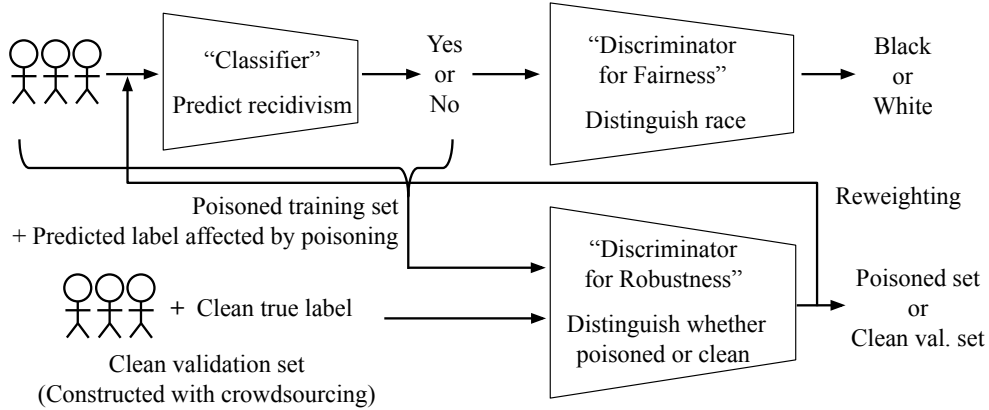 “Classifier”
Predict recidivism
Yes
or
No
“Discriminator
for Fairness”
Distinguish race
Black
or
White
Reweighting
Poisoned training set
+ Predicted label affected by poisoning
“Discriminator
for Robustness”
Distinguish whether
poisoned or clean
Poisoned set
or
Clean val. set
+ Clean true label
Clean validation set
(Constructed with crowdsourcing)